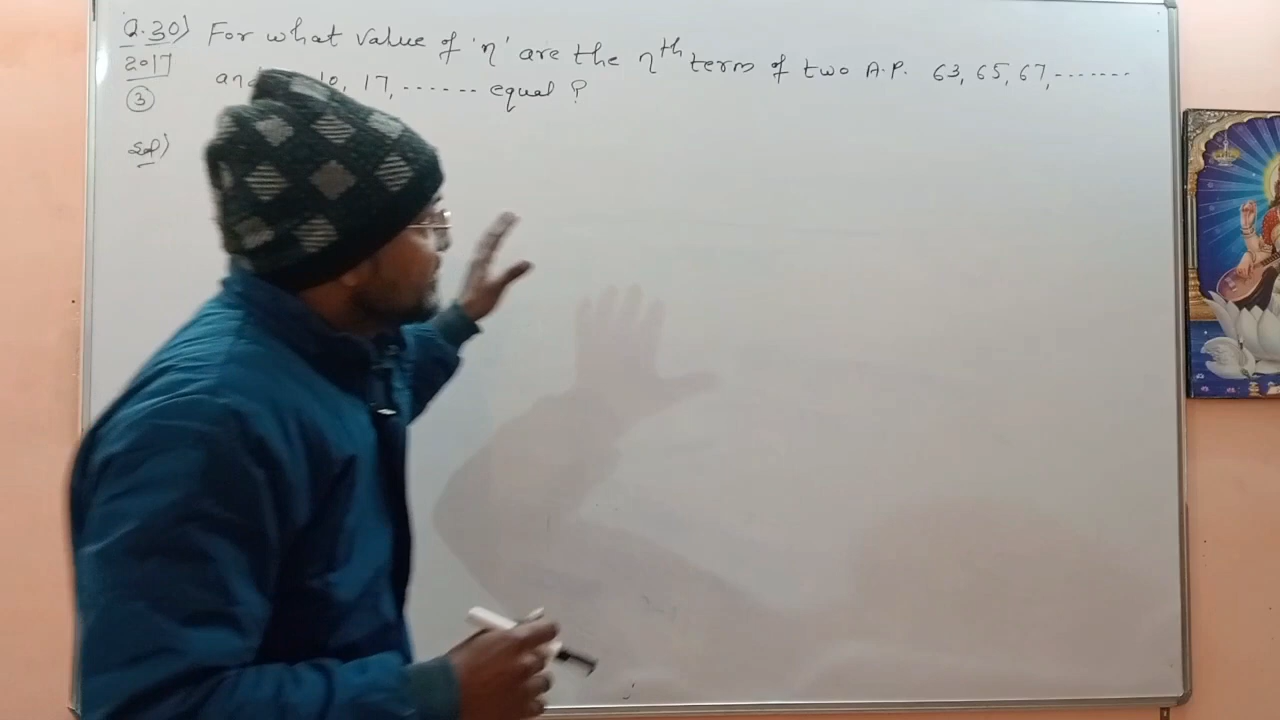 Q.30) For what value of 'n' are the nth term of two A.P. 63, 65, 67,-------
2017 17, ------ equal ?
3
Sol)